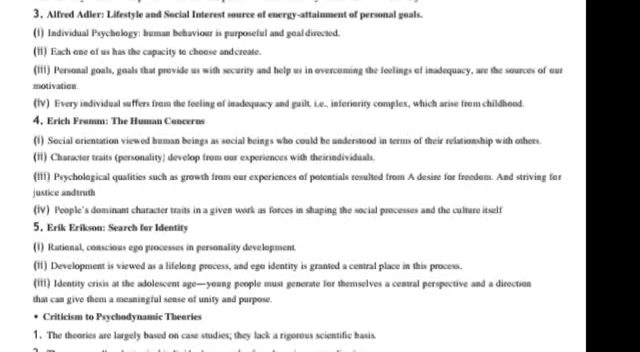 3. Alfred Adler: Lifestyle and Social Interest source of energy-attainment of personal goals.
(i) Individual Psychology: human behaviour is purposeful and goal directed.
(ii) Each one of us has the capacity to choose andcreate.
(iii) Personal goals, goals that provide us with security and help us in overcoming the feelings of inadequacy, are the sources of our
motivation.
(iv) Every individual suffers from the feeling of inadequacy and guilt, i.e., inferiority complex, which arise from childhood.
4. Erich Fromm: The Human Concerns
(i) Social orientation viewed human beings as social beings who could be understood in terms of their relationship with others.
(ii) Character traits (personality) develop from our experiences with theirindividuals.
(iii) Psychological qualities such as growth from our experiences of potentials resulted from A desire for freedom. And striving for
justice andtruth
(iv) People's dominant character traits in a given work as forces in shaping the social processes and the culture itself
5. Erik Erikson: Search for Identity
(i) Rational, conscious ego processes in personality development.
(ii) Development is viewed as a lifelong process, and ego identity is granted a central place in this process.
(iii) Identity crisis at the adolescent age—young people must generate for themselves a central perspective and a direction
that can give them a meaningful sense of unity and purpose.
• Criticism to Psychodynamic Theories
1. The theories are largely based on case studies; they lack a rigorous scientific basis.